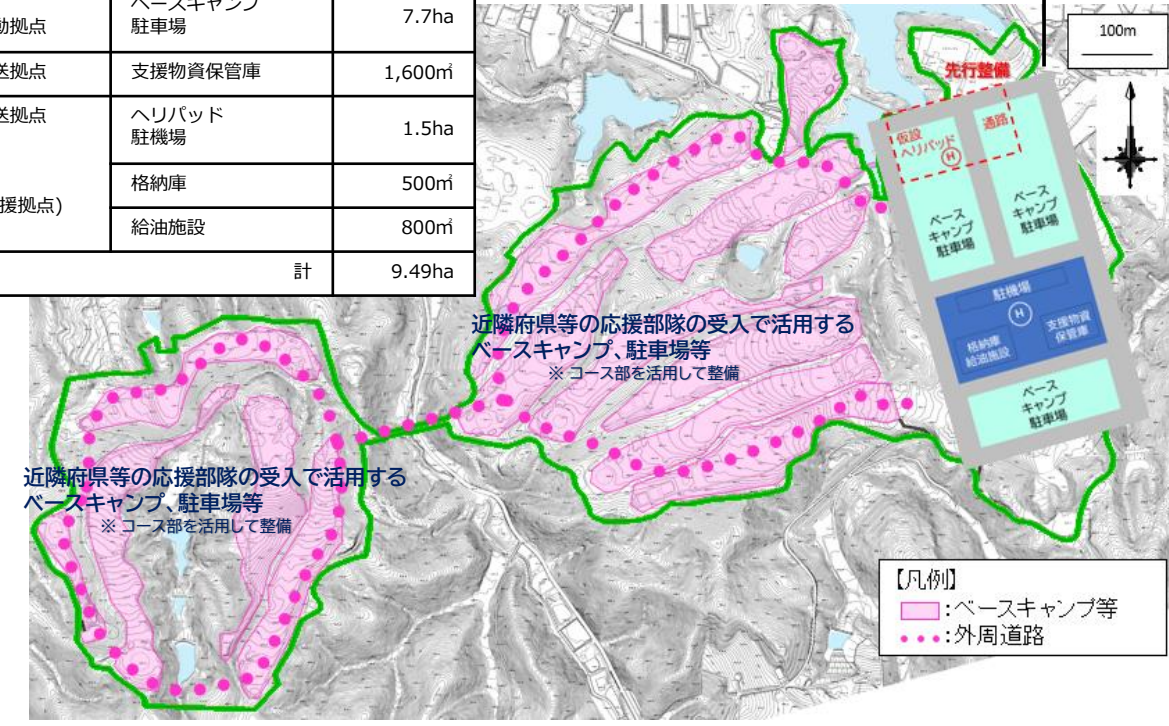 ベースキャンプ
駐車場
7.7ha
動拠点
送拠点
支援物資保管庫
1,600㎡
送拠点
ヘリパッド
駐機場
1.5ha
援拠点)
格納庫
500㎡
給油施設
800㎡
計
9.49ha
100m
先行整備
仮設
ヘリパッド
H
通路
ベース
キャンプ
駐車場
ベース
キャンプ
駐車場
駐機場
H
格納庫
給油施設
支援物資
保管庫
ベース
キャンプ
駐車場
近隣府県等の応援部隊の受入で活用する
ベースキャンプ、駐車場等
※ コース部を活用して整備
近隣府県等の応援部隊の受入で活用する
ベースキャンプ、駐車場等
※ コース部を活用して整備
【凡例】
:ベースキャンプ等
:外周道路